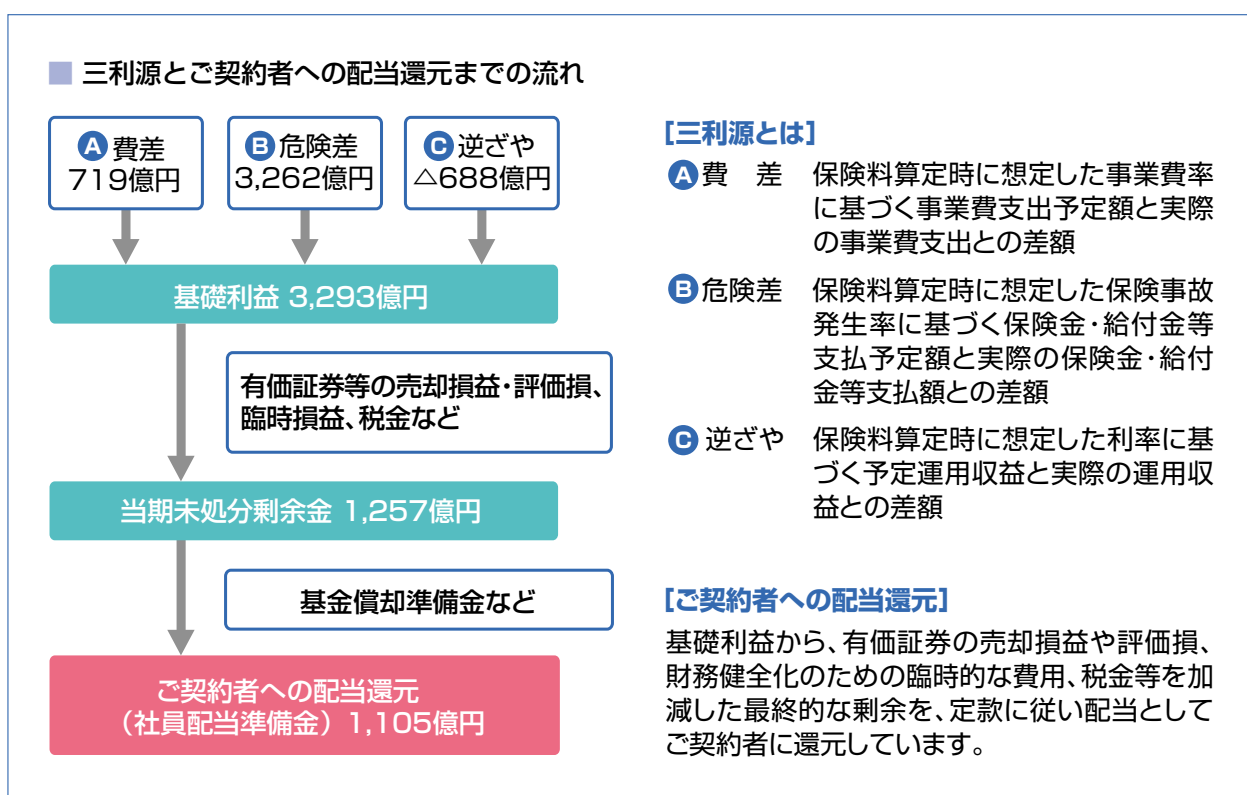 三利源とご契約者への配当還元までの流れ
A 費差
719億円
B 危険差
3,262億円
C 逆ざや
△688億円
基礎利益 3,293億円
有価証券等の売却損益・評価損、
臨時損益、税金など
当期未処分剰余金 1,257億円
基金償却準備金など
ご契約者への配当還元
（社員配当準備金）1,105億円
[三利源とは]
A 費　差　保険料算定時に想定した事業費率
に基づく事業費支出予定額と実際
の事業費支出との差額
B 危険差　保険料算定時に想定した保険事故
発生率に基づく保険金・給付金等
支払予定額と実際の保険金・給付
金等支払額との差額
C 逆ざや　保険料算定時に想定した利率に基
づく予定運用収益と実際の運用収
益との差額
[ご契約者への配当還元]
基礎利益から、有価証券の売却損益や評価損、
財務健全化のための臨時的な費用、税金等を加
減した最終的な剰余を、定款に従い配当として
ご契約者に還元しています。